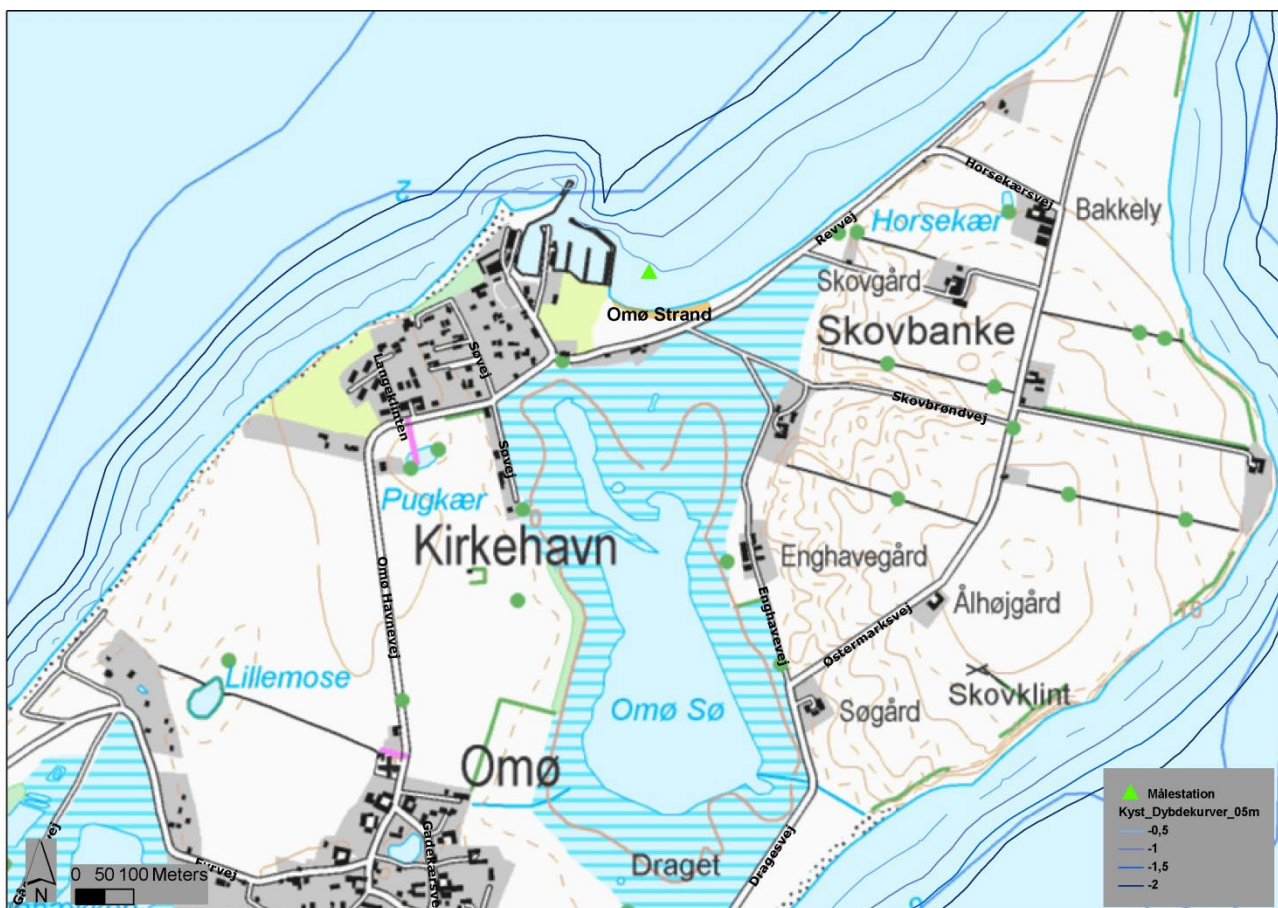 2
Horsekærsvej
Horsekær
Bakkely
Revvej
Skovgård
Omø Strand
Skovbanke
Søvej
Langeklinten
Skovbrøndvej
Søvej
Pugkær
Kirkehavn
Enghavegård
Omø Havnevej
Enghavevej
Ålhøjgård
Østermarksvej
Lillemose
Skovklint
Omø Sø
Søgård
Omø
Draget
Dragesvej
Gadekærsvej
Fyrvej
N
0 50 100 Meters
Målestation
Kyst_Dybdekurver_05m
-0,5
-1
-1,5
-2